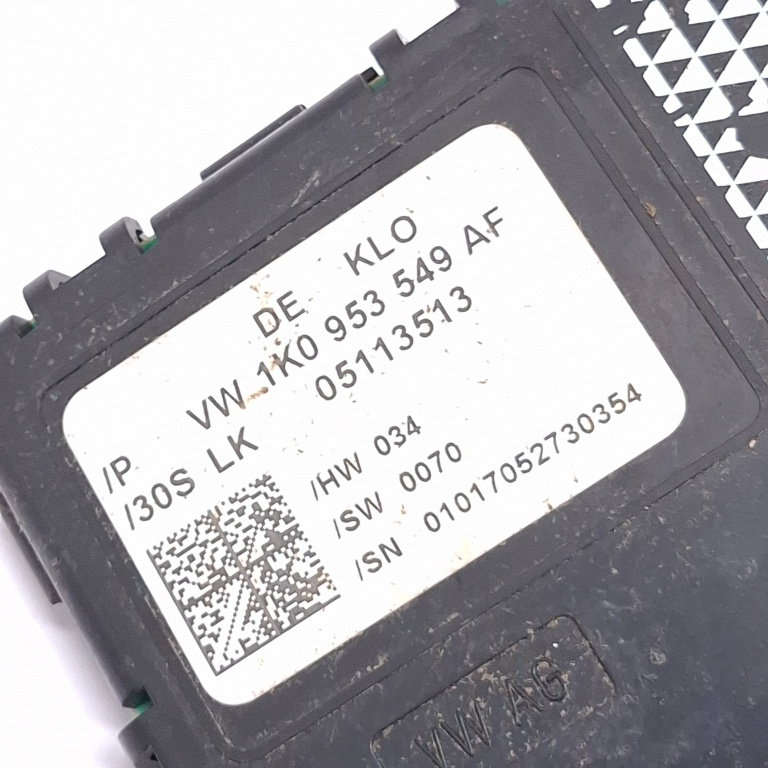 DE KLO
VW 1K0 953 549 AF
/P 05113513
/30S LK
/HW 034
/SW 0070
/SN 01017052730354
VW AG